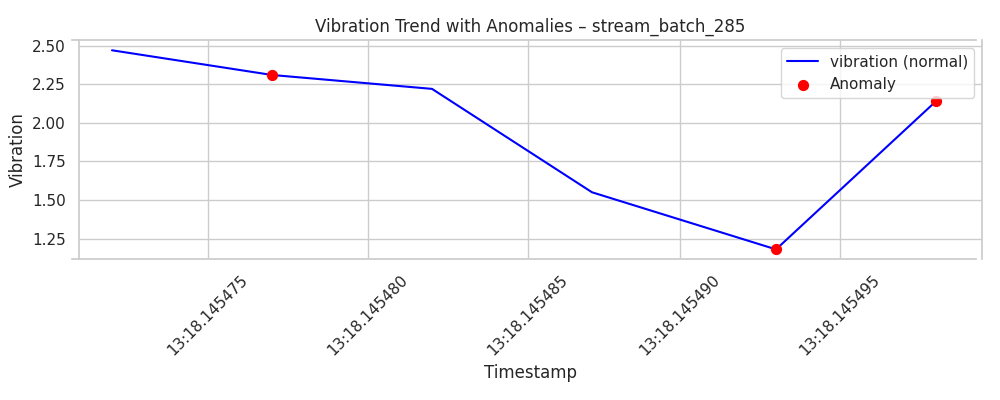 Vibration Trend with Anomalies – stream_batch_285
vibration (normal)
Anomaly
Vibration
2.50
2.25
2.00
1.75
1.50
1.25
13:18.145475
13:18.145480
13:18.145485
13:18.145490
13:18.145495
Timestamp